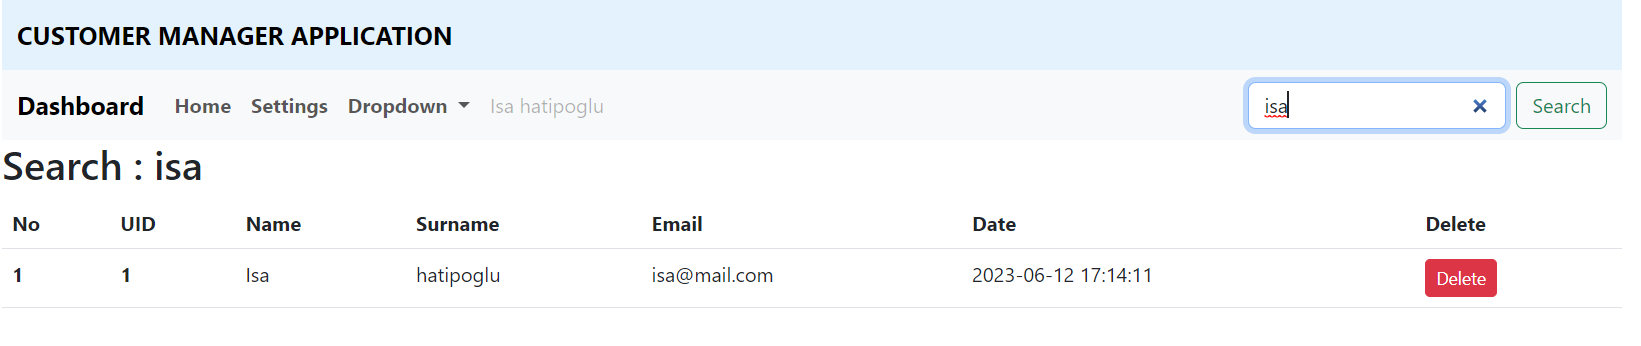 CUSTOMER MANAGER APPLICATION
Dashboard Home Settings Dropdown Isa hatipoglu isa Search
Search : isa
No UID Name Surname Email Date Delete
1 1 Isa hatipoglu isa@mail.com 2023-06-12 17:14:11 Delete